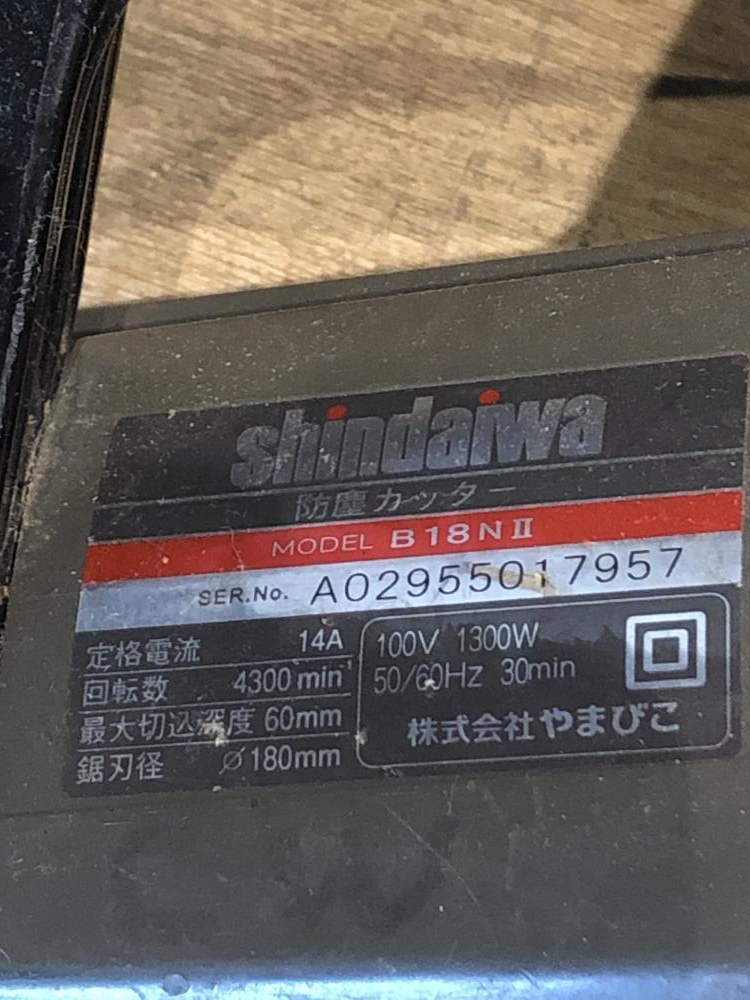 shindaiwa
防塵カッター
MODEL B18NⅡ
SER.No. A02955017957
定格電流 14A
回転数 4300min⁻¹
最大切込深度 60mm
鋸刃径 ⌀180mm
100V 1300W
50/60Hz 30min
株式会社やまびこ